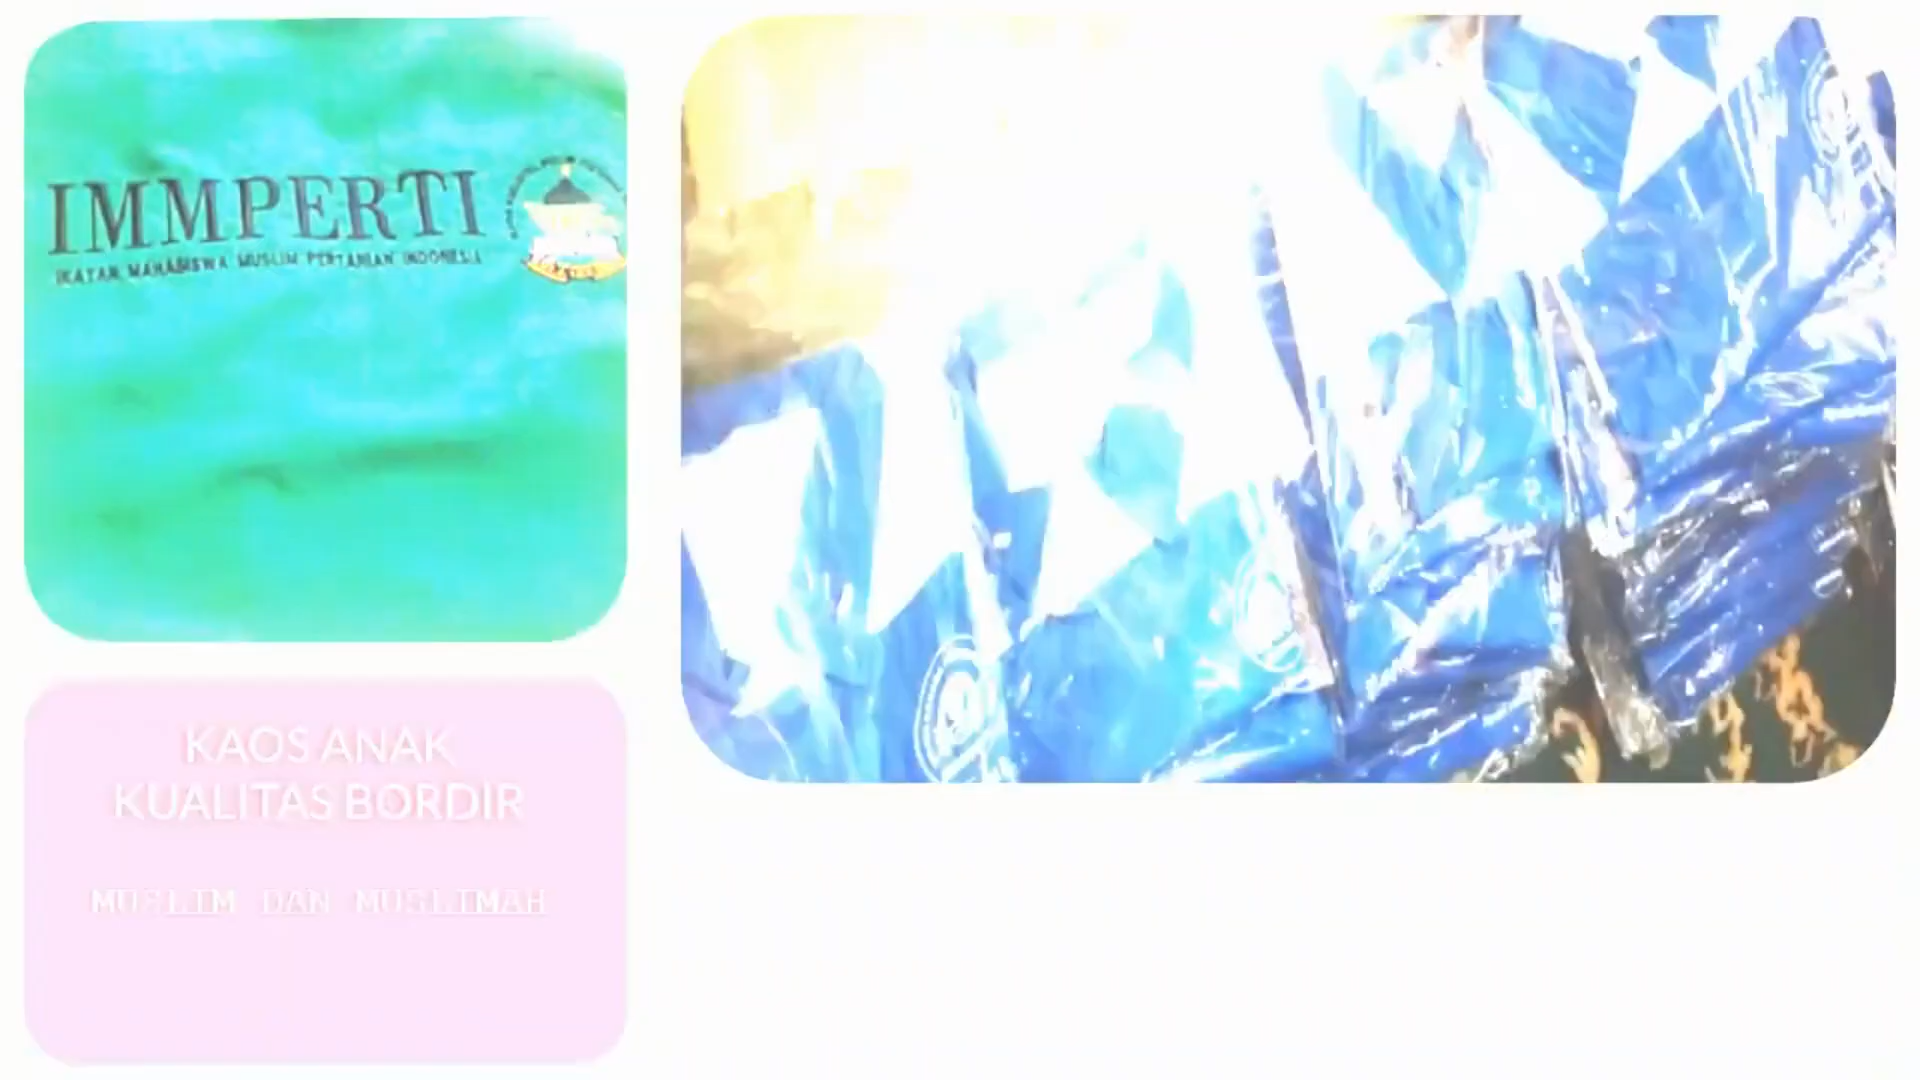 IMMPERTI
IKATAN MAHASISWA MUSLIM PERTANIAN INDONESIA
KAOS ANAK
KUALITAS BORDIR
MUSLIM DAN MUSLIMAH